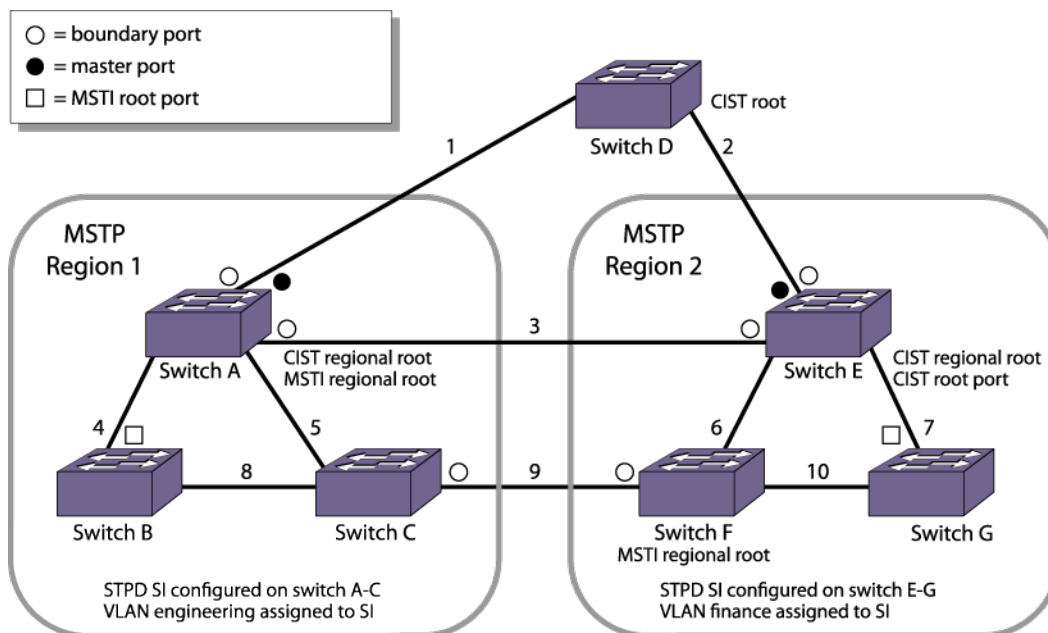 = boundary port
= master port
= MSTI root port
CIST root
Switch D
1
2
MSTP
Region 1
MSTP
Region 2
3
Switch A
CIST regional root
MSTI regional root
Switch E
CIST regional root
CIST root port
4
5
6
7
8
9
10
Switch B
Switch C
Switch F
MSTI regional root
Switch G
STPD SI configured on switch A-C
VLAN engineering assigned to SI
STPD SI configured on switch E-G
VLAN finance assigned to SI